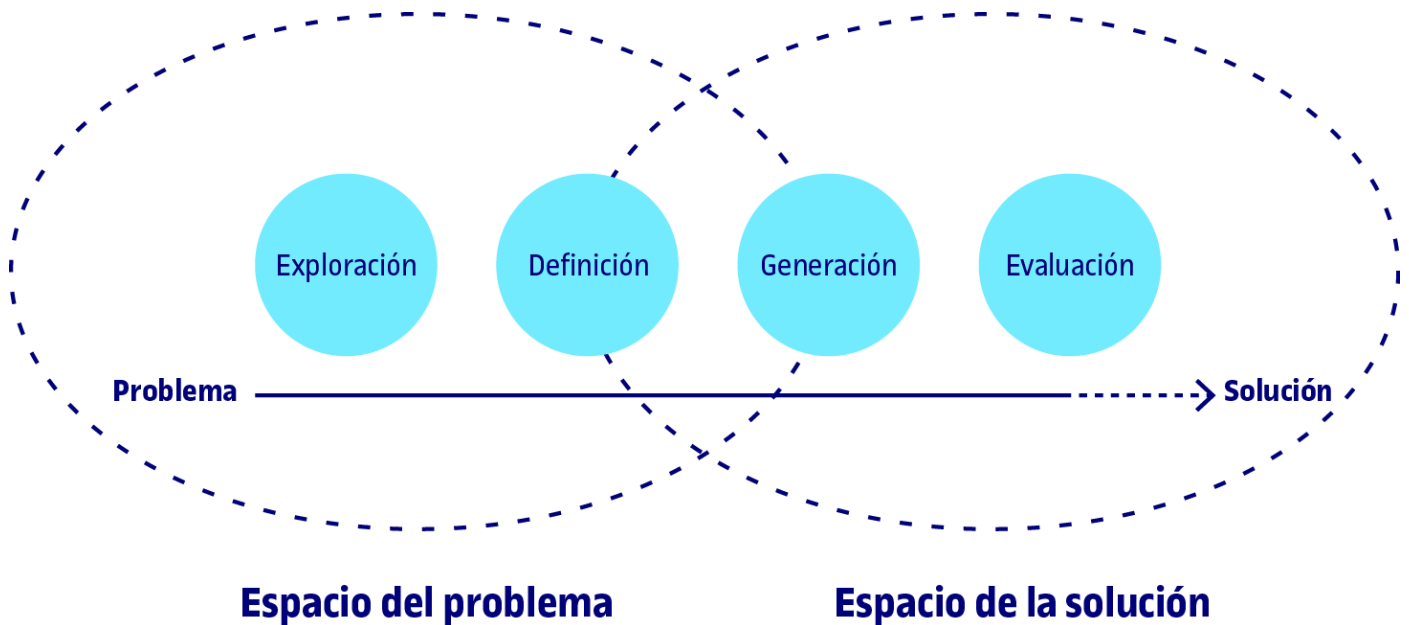 Exploración
Definición
Generación
Evaluación
Problema
Solución
Espacio del problema
Espacio de la solución